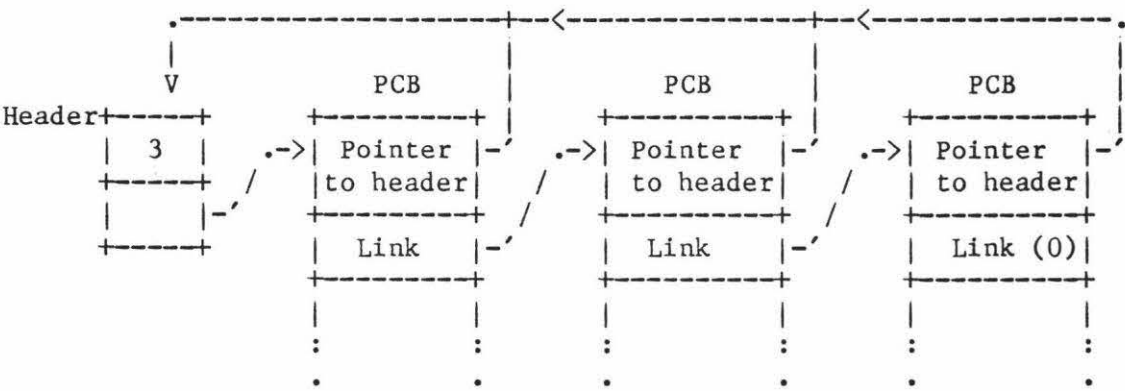 V PCB PCB PCB
Header
3 Pointer Pointer Pointer
to header to header to header
Link Link Link (0)